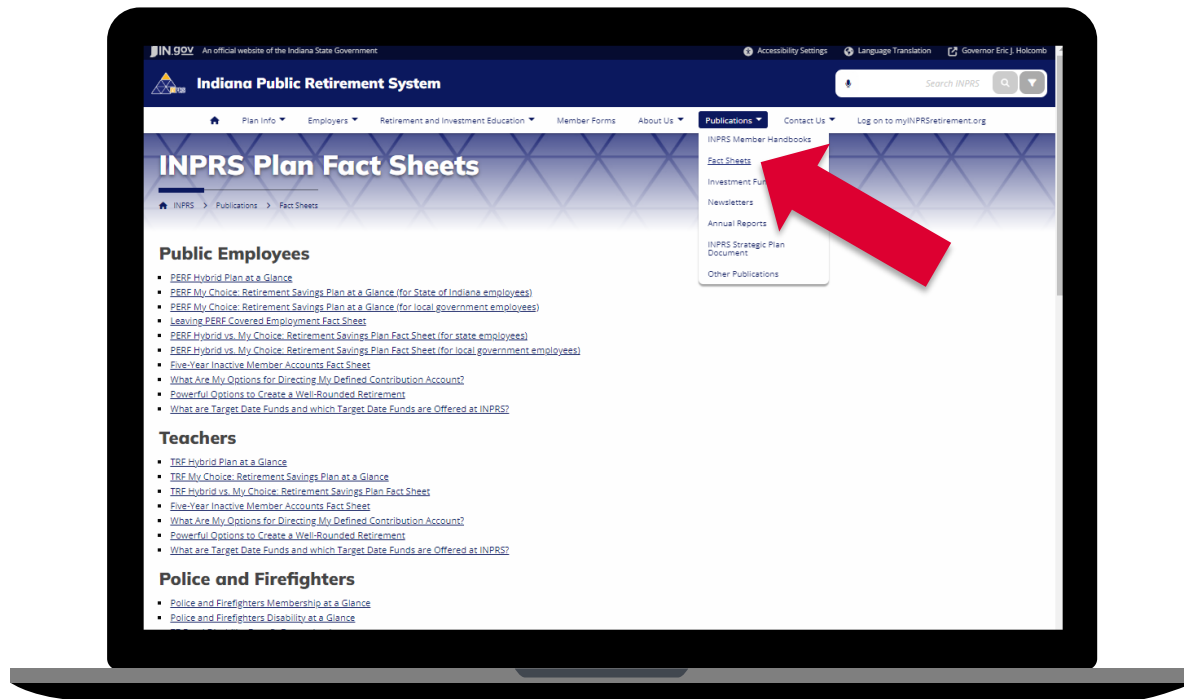 IN.gov An official website of the Indiana State Government Accessibility Settings Language Translation Governor Eric J. Holcomb
Indiana Public Retirement System Search INPRS
Plan Info Employers Retirement and Investment Education Member Forms About Us Publications Contact Us Log on to myINPRSretirement.org
INPRS Member Handbooks
Fact Sheets
Investment
Newsletters
Annual Reports
INPRS Strategic Plan
Document
Other Publications
INPRS Plan Fact Sheets
INPRS > Publications > Fact Sheets
Public Employees
PERF Hybrid Plan at a Glance
PERF My Choice: Retirement Savings Plan at a Glance (for State of Indiana employees)
PERF My Choice: Retirement Savings Plan at a Glance (for local government employees)
Leaving PERF Covered Employment Fact Sheet
PERF Hybrid vs. My Choice: Retirement Savings Plan Fact Sheet (for state employees)
PERF Hybrid vs. My Choice: Retirement Savings Plan Fact Sheet (for local government employees)
Five-Year Inactive Member Accounts Fact Sheet
What Are My Options for Directing My Defined Contribution Account?
Powerful Options to Create a Well-Rounded Retirement
What are Target Date Funds and which Target Date Funds are Offered at INPRS?
Teachers
TRF Hybrid Plan at a Glance
TRF My Choice: Retirement Savings Plan at a Glance
TRF Hybrid vs. My Choice: Retirement Savings Plan Fact Sheet
Five-Year Inactive Member Accounts Fact Sheet
What Are My Options for Directing My Defined Contribution Account?
Powerful Options to Create a Well-Rounded Retirement
What are Target Date Funds and which Target Date Funds are Offered at INPRS?
Police and Firefighters
Police and Firefighters Membership at a Glance
Police and Firefighters Disability at a Glance